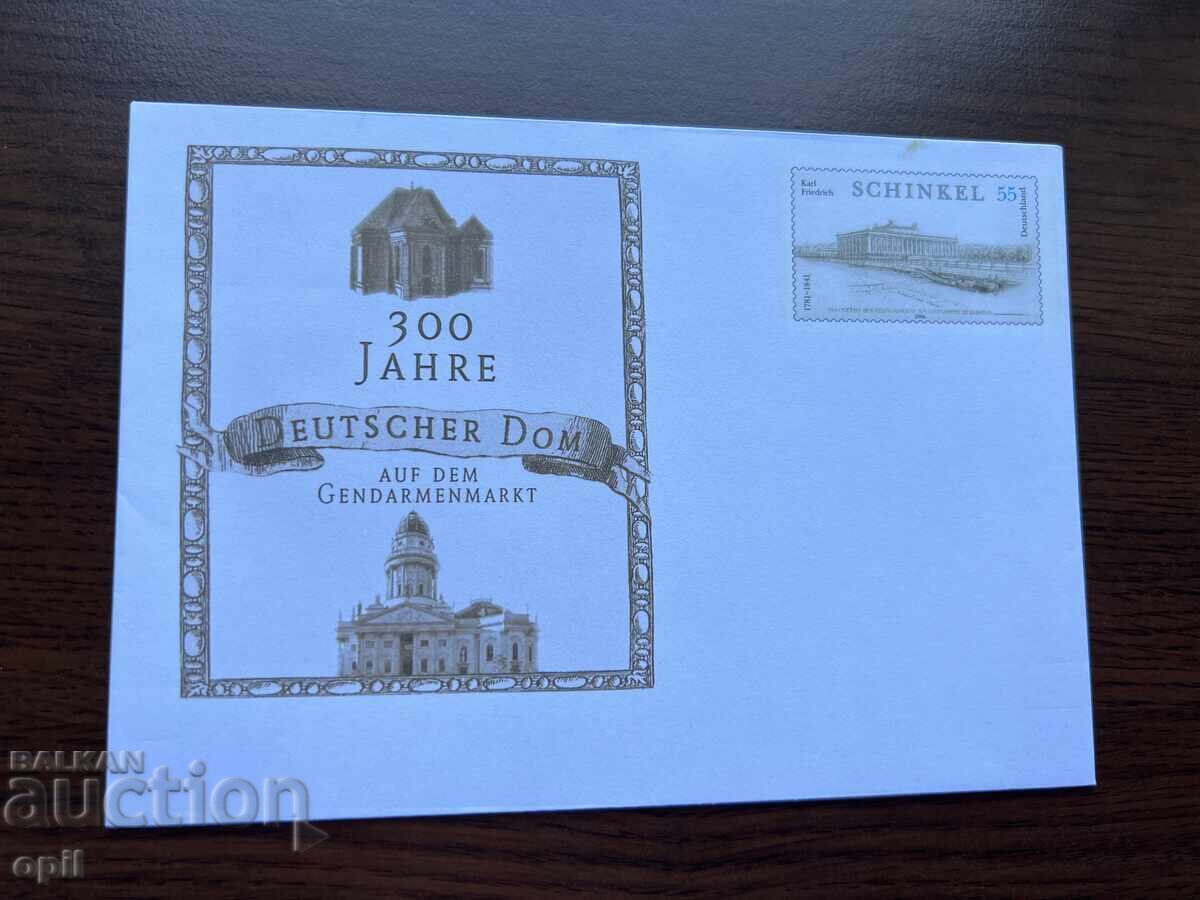 300
JAHRE
DEUTSCHER DOM
AUF DEM
GENDARMENMARKT
Karl
Friedrich
SCHINKEL
55
Deutschland
1781-1841
BALKAN
auction
opil